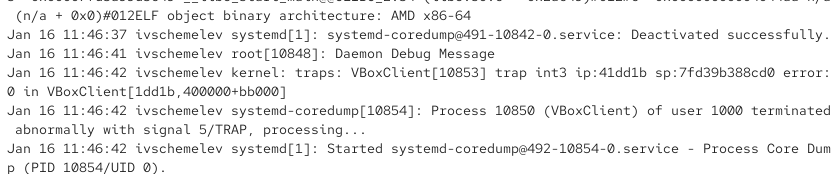 (n/a + 0x0)#012ELF object binary architecture: AMD x86-64
Jan 16 11:46:37 ivschemelev systemd[1]: systemd-coredump@491-10842-0.service: Deactivated successfully.
Jan 16 11:46:41 ivschemelev root[10848]: Daemon Debug Message
Jan 16 11:46:42 ivschemelev kernel: traps: VBoxClient[10853] trap int3 ip:41dd1b sp:7fd39b388cd0 error:
0 in VBoxClient[1dd1b,400000+bb000]
Jan 16 11:46:42 ivschemelev systemd-coredump[10854]: Process 10850 (VBoxClient) of user 1000 terminated
abnormally with signal 5/TRAP, processing...
Jan 16 11:46:42 ivschemelev systemd[1]: Started systemd-coredump@492-10854-0.service - Process Core Dum
p (PID 10854/UID 0).